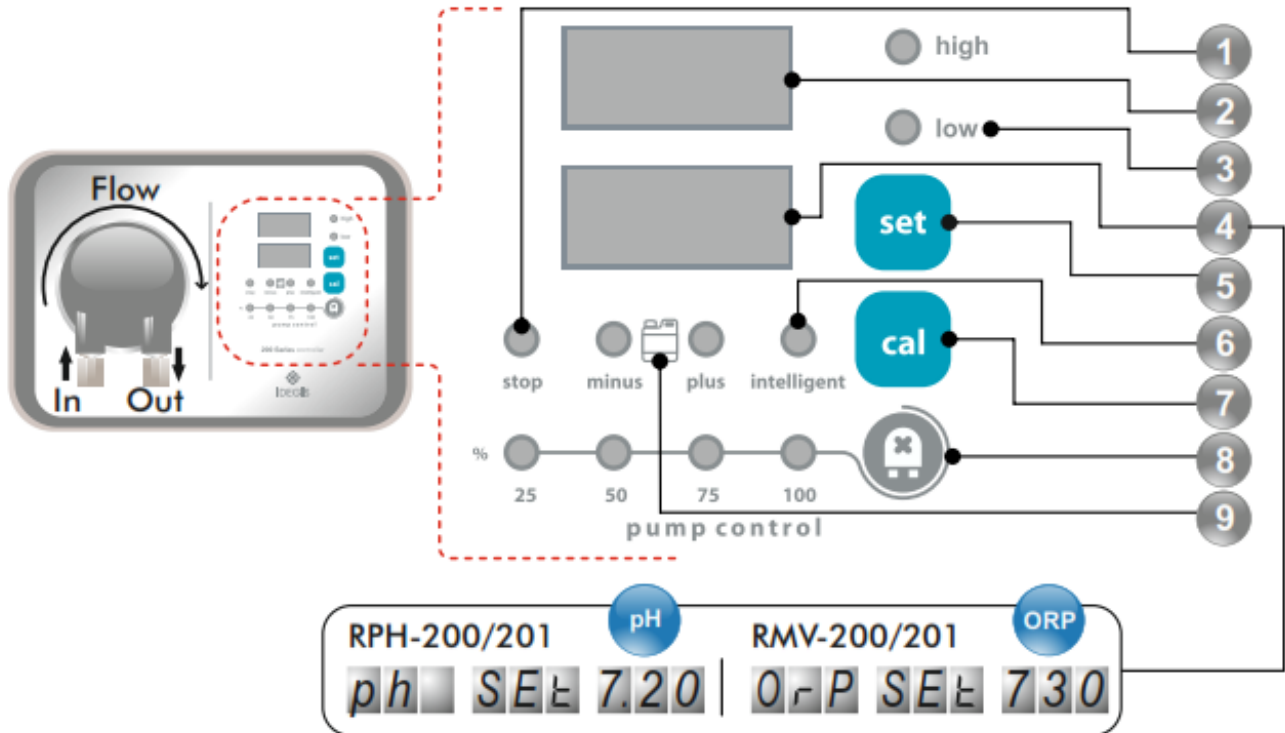 high
1
2
low
3
Flow
set
4
5
6
cal
stop
minus
plus
intelligent
7
In
Out
IDEGIS
%
8
25
50
75
100
9
pump control
pH
ORP
RPH-200/201
RMV-200/201
ph SEt 7.20
OrP SEt 730